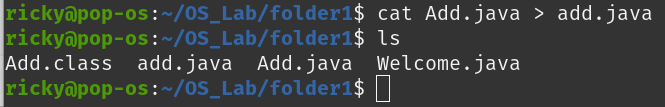 ricky@pop-os:~/OS_Lab/folder1$ cat Add.java > add.java
ricky@pop-os:~/OS_Lab/folder1$ ls
Add.class  add.java  Add.java  Welcome.java
ricky@pop-os:~/OS_Lab/folder1$